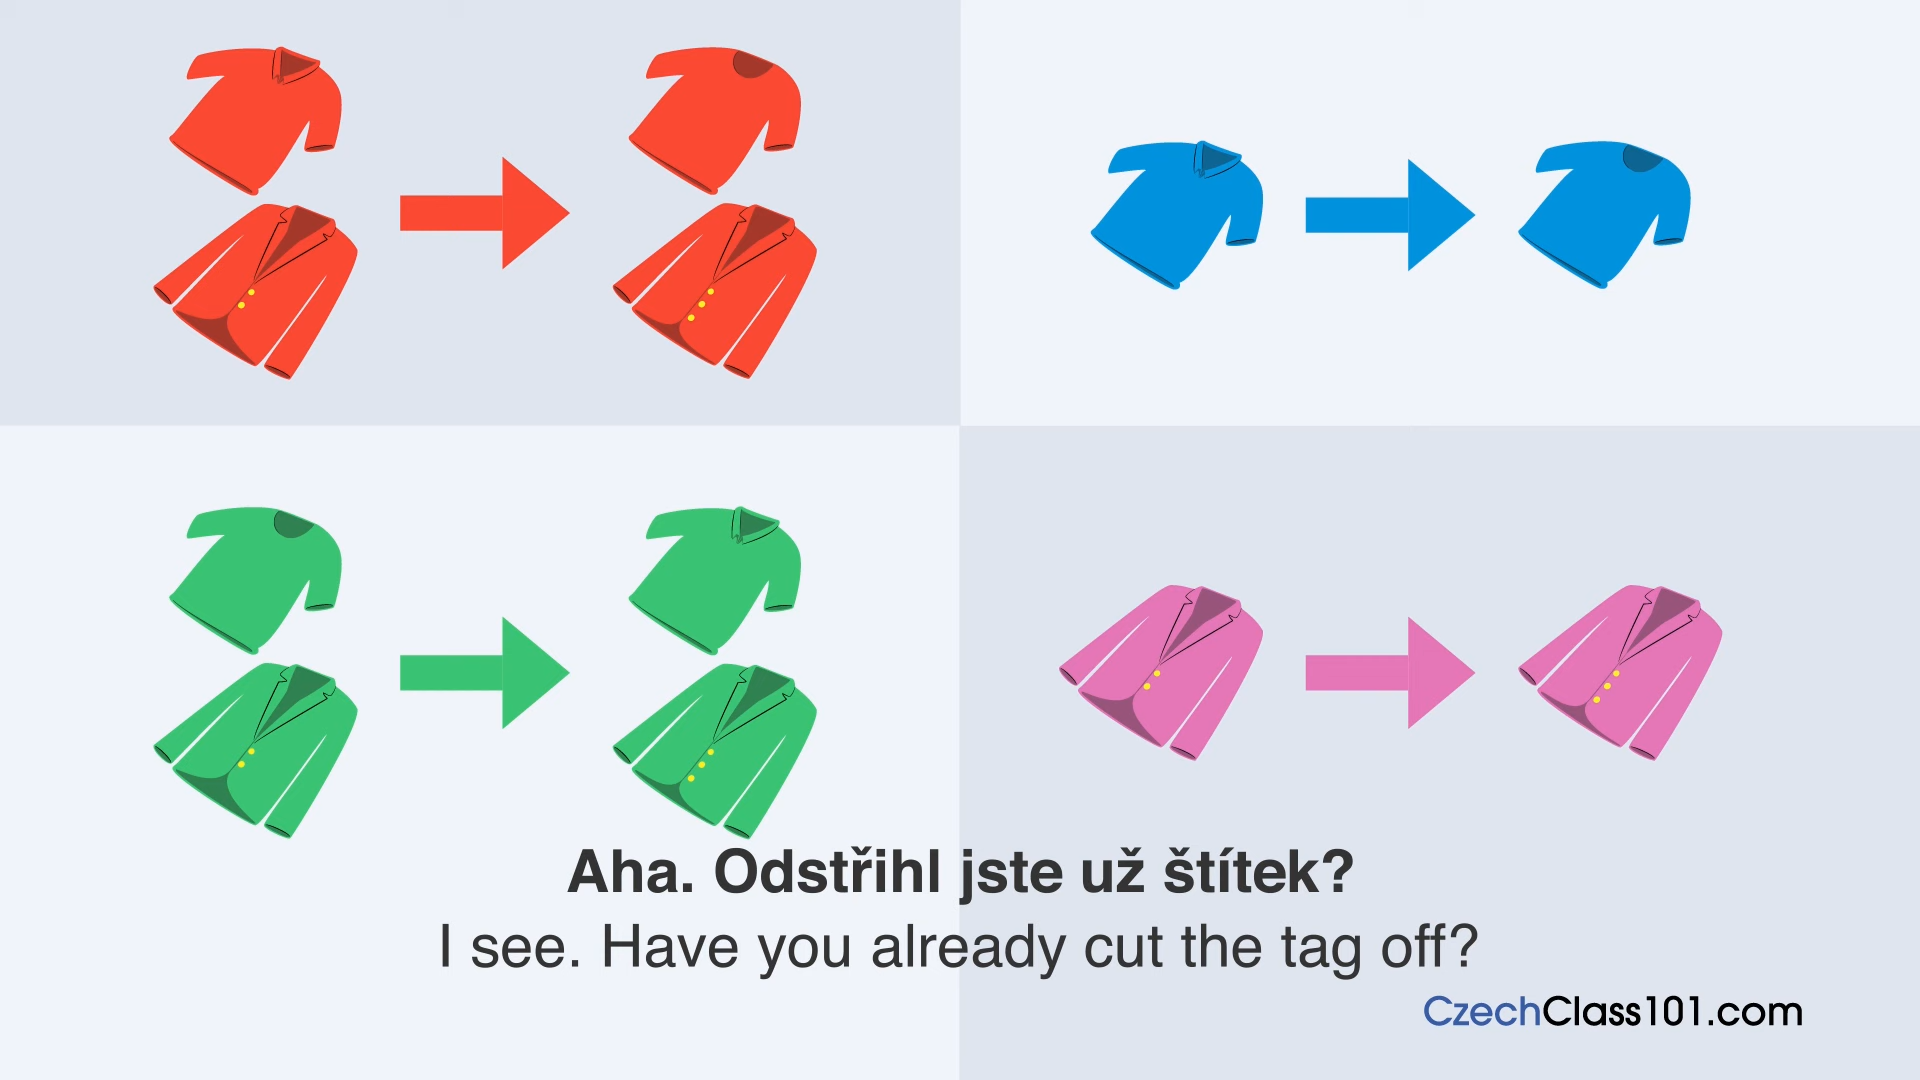 Aha. Odstřihl jste už štítek?
I see. Have you already cut the tag off?
CzechClass101.com